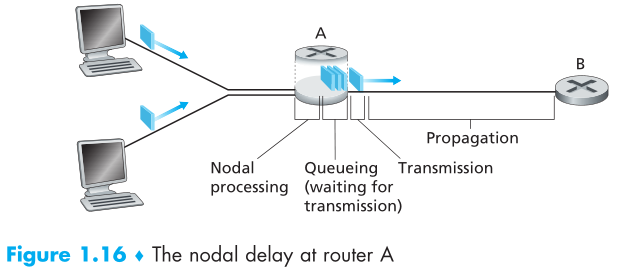 A
B
Propagation
Nodal
processing
Queueing
(waiting for
transmission)
Transmission
Figure 1.16 ♦ The nodal delay at router A